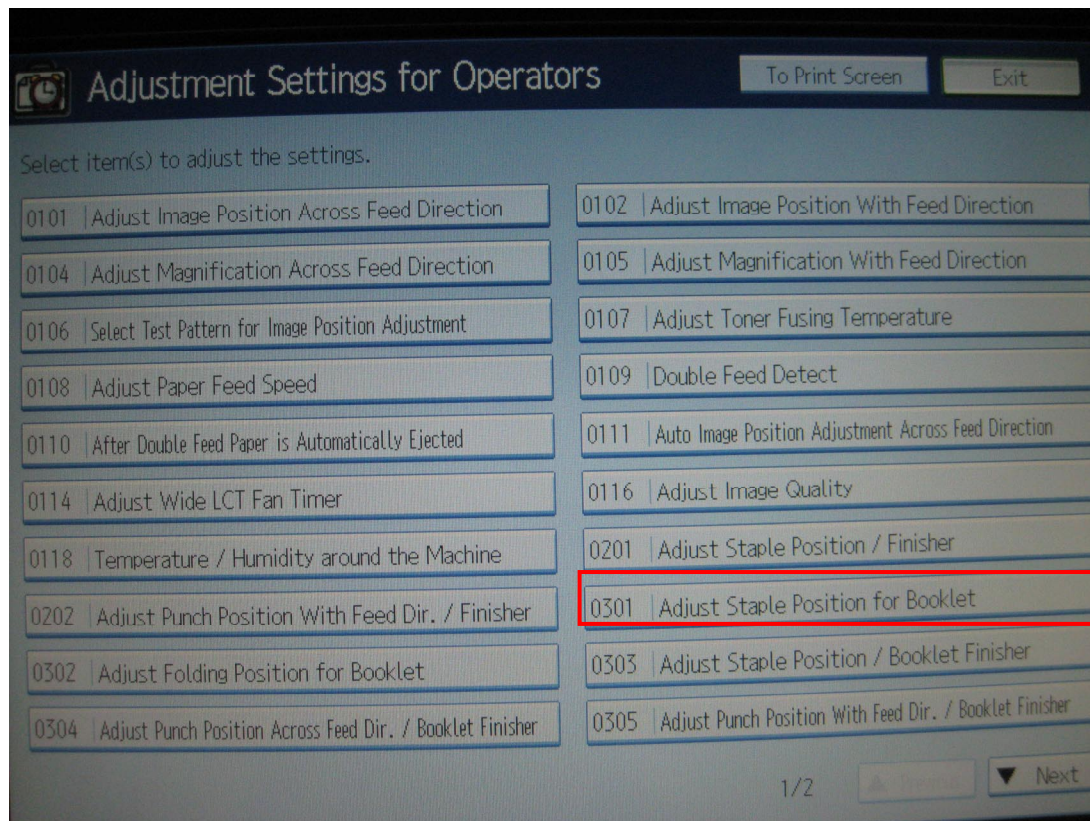 Adjustment Settings for Operators
To Print Screen
Exit
Select item(s) to adjust the settings.
0101 Adjust Image Position Across Feed Direction
0102 Adjust Image Position With Feed Direction
0104 Adjust Magnification Across Feed Direction
0105 Adjust Magnification With Feed Direction
0106 Select Test Pattern for Image Position Adjustment
0107 Adjust Toner Fusing Temperature
0108 Adjust Paper Feed Speed
0109 Double Feed Detect
0110 After Double Feed Paper is Automatically Ejected
0111 Auto Image Position Adjustment Across Feed Direction
0114 Adjust Wide LCT Fan Timer
0116 Adjust Image Quality
0118 Temperature / Humidity around the Machine
0201 Adjust Staple Position / Finisher
0202 Adjust Punch Position With Feed Dir. / Finisher
0301 Adjust Staple Position for Booklet
0302 Adjust Folding Position for Booklet
0303 Adjust Staple Position / Booklet Finisher
0304 Adjust Punch Position Across Feed Dir. / Booklet Finisher
0305 Adjust Punch Position With Feed Dir. / Booklet Finisher
1/2
▼ Next